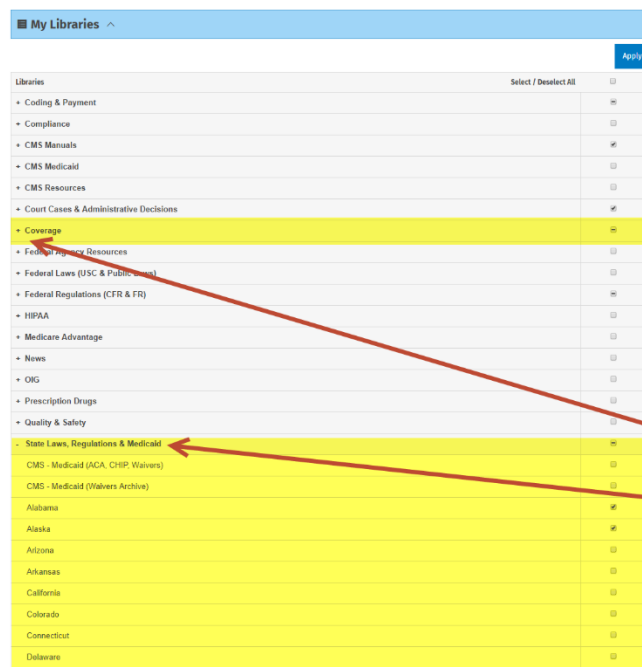 My Libraries
Apply
Libraries Select / Deselect All
+ Coding & Payment
+ Compliance
+ CMS Manuals
+ CMS Medicaid
+ CMS Resources
+ Court Cases & Administrative Decisions
+ Coverage
+ Federal Agency Resources
+ Federal Laws (USC & Public Laws)
+ Federal Regulations (CFR & FR)
+ HIPAA
+ Medicare Advantage
+ News
+ OIG
+ Prescription Drugs
+ Quality & Safety
- State Laws, Regulations & Medicaid
CMS - Medicaid (ACA, CHIP, Waivers)
CMS - Medicaid (Waivers Archive)
Alabama
Alaska
Arizona
Arkansas
California
Colorado
Connecticut
Delaware